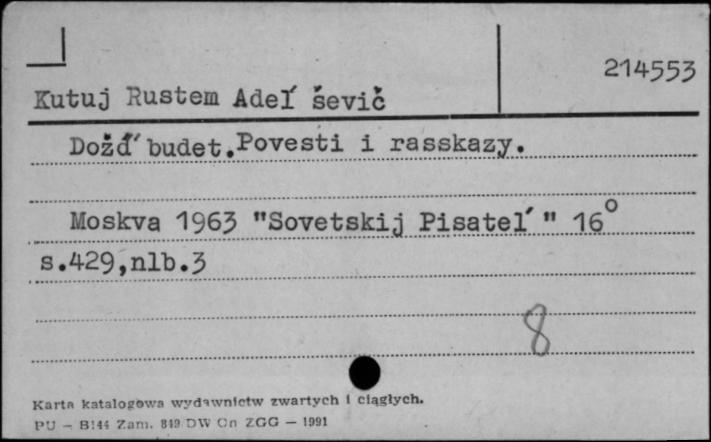 214553
Kutuj Rustem Adel´ševič
Dožd´ budet. Povesti i rasskazy.
Moskva 1963 "Sovetskij Pisatel´" 16°
s.429,nlb.3
8
Karta katalogowa wydawnictw zwartych i ciągłych.
PU – B144 Zam. 849 DW Cn ZGG – 1991